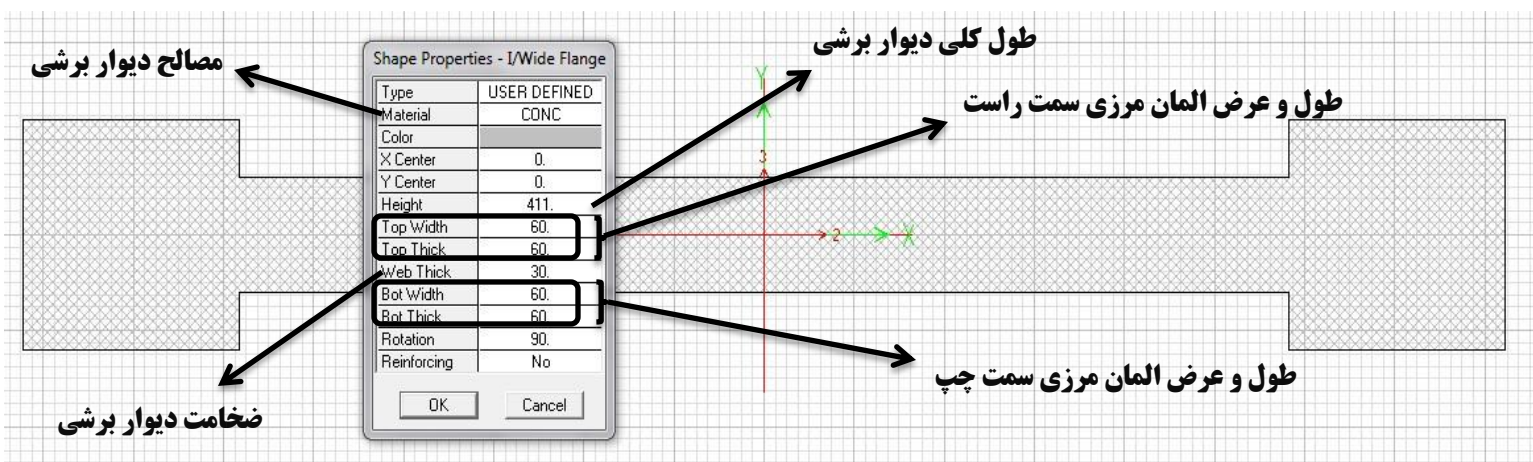 طول کلی دیوار برشی
مصالح دیوار برشی
طول و عرض المان مرزی سمت راست
طول و عرض المان مرزی سمت چپ
ضخامت دیوار برشی
Shape Properties - I/Wide Flange
Type USER DEFINED
Material CONC
Color
X Center 0.
Y Center 0.
Height 411.
Top Width 60.
Top Thick 60.
Web Thick 30.
Bot Width 60.
Bot Thick 60.
Rotation 90.
Reinforcing No
OK Cancel
Y
3
2 X